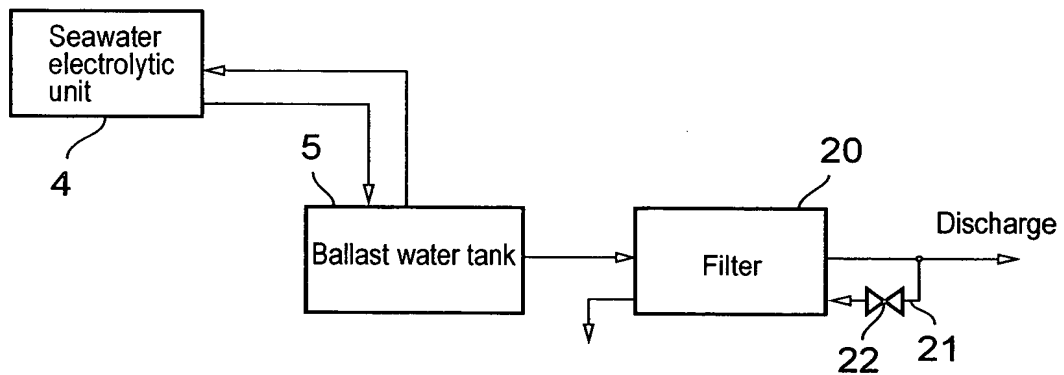 Seawater
electrolytic
unit
4
5
20
Discharge
Ballast water tank
Filter
22
21